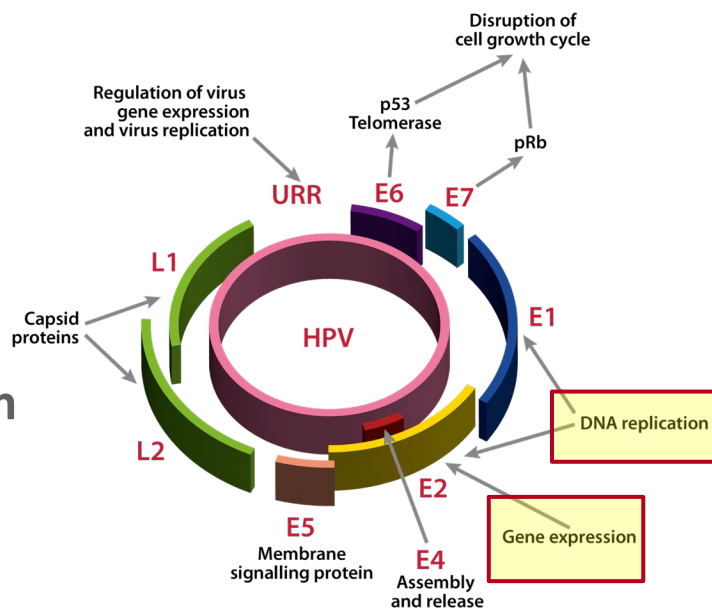 Disruption of
cell growth cycle
Regulation of virus
gene expression
and virus replication
p53
Telomerase
pRb
URR
E6
E7
L1
E1
Capsid
proteins
HPV
n
DNA replication
L2
E2
E5
Gene expression
Membrane
signalling protein
E4
Assembly
and release